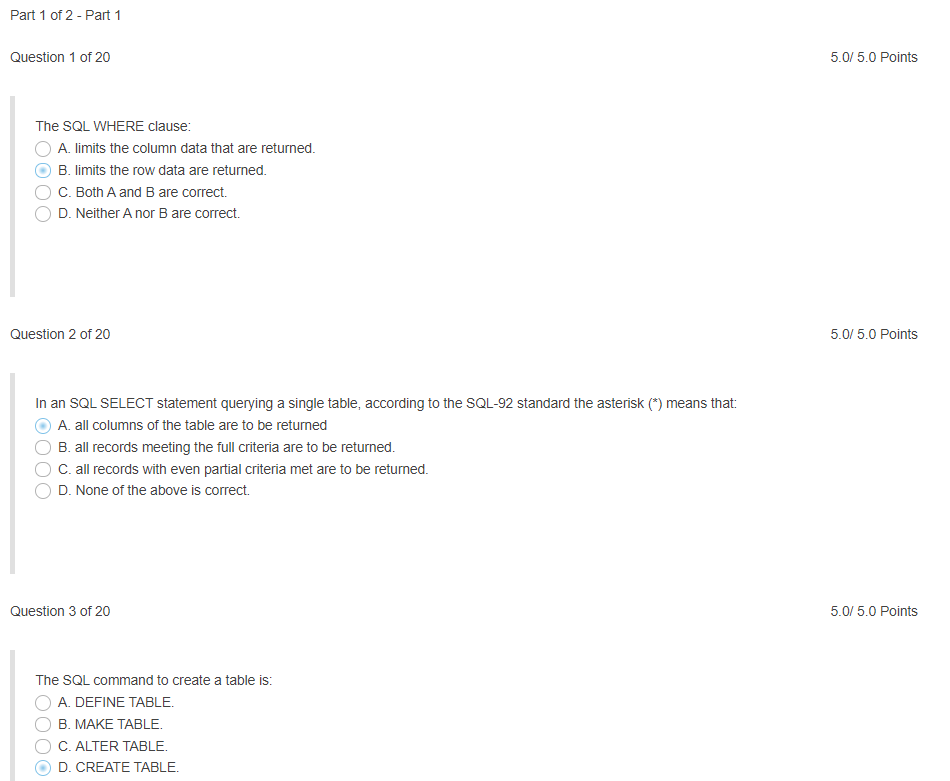 Part 1 of 2 - Part 1
Question 1 of 20 5.0/ 5.0 Points
The SQL WHERE clause:
A. limits the column data that are returned.
B. limits the row data are returned.
C. Both A and B are correct.
D. Neither A nor B are correct.
Question 2 of 20 5.0/ 5.0 Points
In an SQL SELECT statement querying a single table, according to the SQL-92 standard the asterisk (*) means that:
A. all columns of the table are to be returned
B. all records meeting the full criteria are to be returned.
C. all records with even partial criteria met are to be returned.
D. None of the above is correct.
Question 3 of 20 5.0/ 5.0 Points
The SQL command to create a table is:
A. DEFINE TABLE.
B. MAKE TABLE.
C. ALTER TABLE.
D. CREATE TABLE.